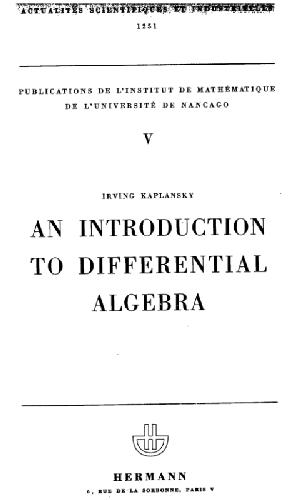 ACTUALITÉS SCIENTIFIQUES ET INDUSTRIELLES
1251
PUBLICATIONS DE L'INSTITUT DE MATHÉMATIQUE
DE L'UNIVERSITÉ DE NANCAGO
V
IRVING KAPLANSKY
AN INTRODUCTION
TO DIFFERENTIAL
ALGEBRA
HERMANN
6, RUE DE LA SORBONNE, PARIS V